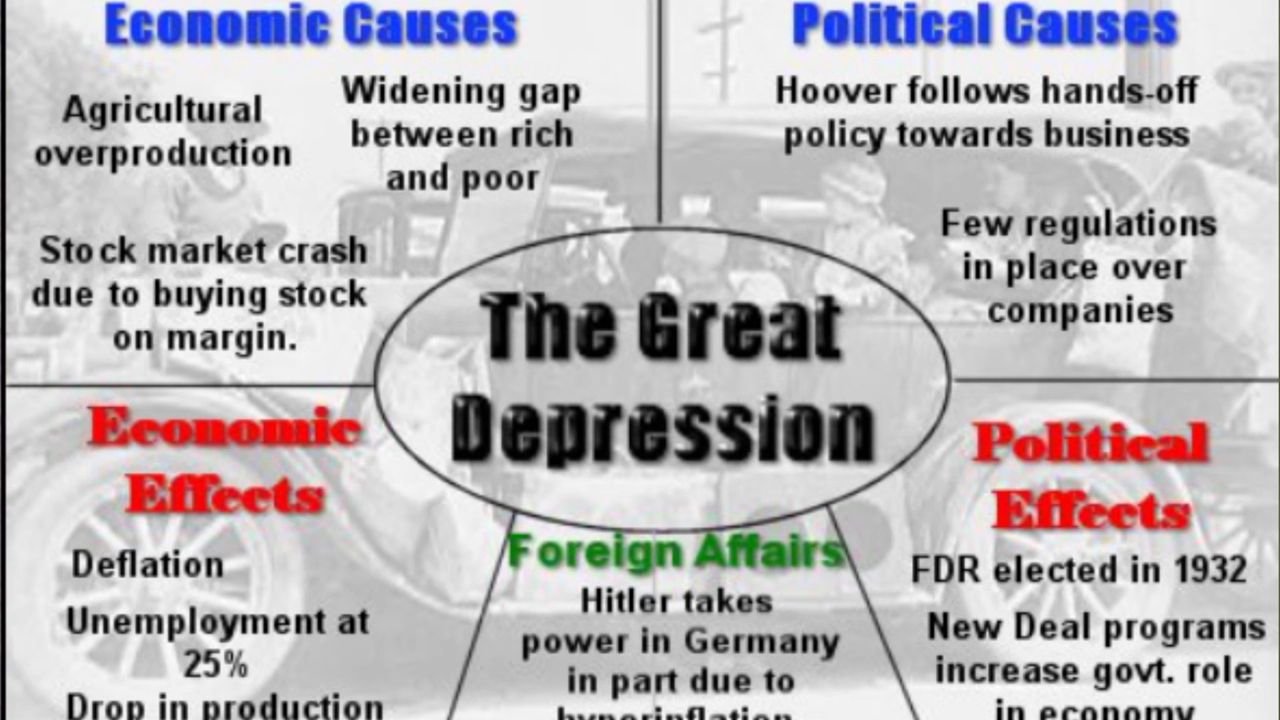 Economic Causes
Agricultural
overproduction
Widening gap
between rich
and poor
Stock market crash
due to buying stock
on margin.
Political Causes
Hoover follows hands-off
policy towards business
Few regulations
in place over
companies
The Great
Depression
Economic
Effects
Deflation
Unemployment at
25%
Drop in production
Foreign Affairs
Hitler takes
power in Germany
in part due to
hyperinflation
Political
Effects
FDR elected in 1932
New Deal programs
increase govt. role
in economy